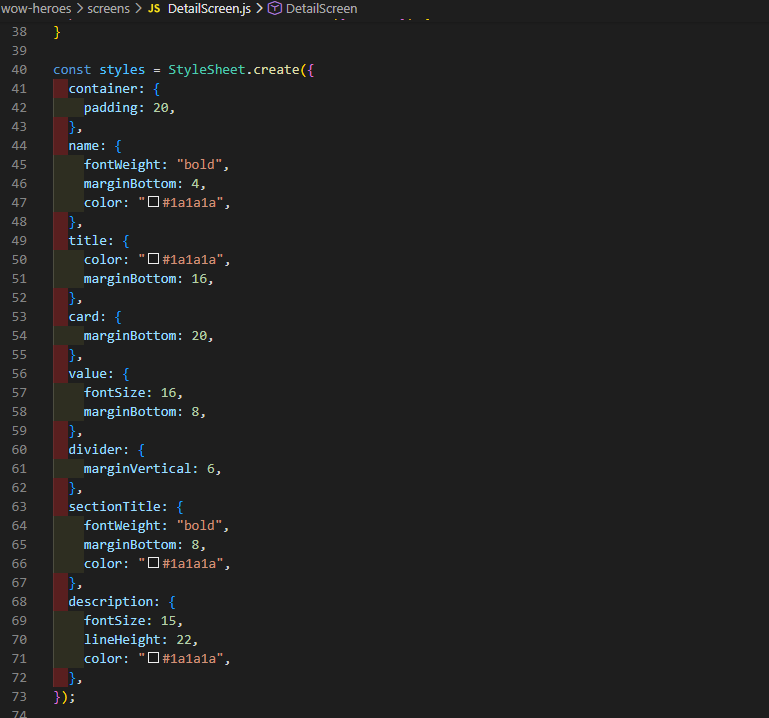 wow-heroes > screens > JS DetailScreen.js > DetailScreen
38 }
39
40 const styles = StyleSheet.create({
41   container: {
42     padding: 20,
43   },
44   name: {
45     fontWeight: "bold",
46     marginBottom: 4,
47     color: "#1a1a1a",
48   },
49   title: {
50     color: "#1a1a1a",
51     marginBottom: 16,
52   },
53   card: {
54     marginBottom: 20,
55   },
56   value: {
57     fontSize: 16,
58     marginBottom: 8,
59   },
60   divider: {
61     marginVertical: 6,
62   },
63   sectionTitle: {
64     fontWeight: "bold",
65     marginBottom: 8,
66     color: "#1a1a1a",
67   },
68   description: {
69     fontSize: 15,
70     lineHeight: 22,
71     color: "#1a1a1a",
72   },
73 });
74